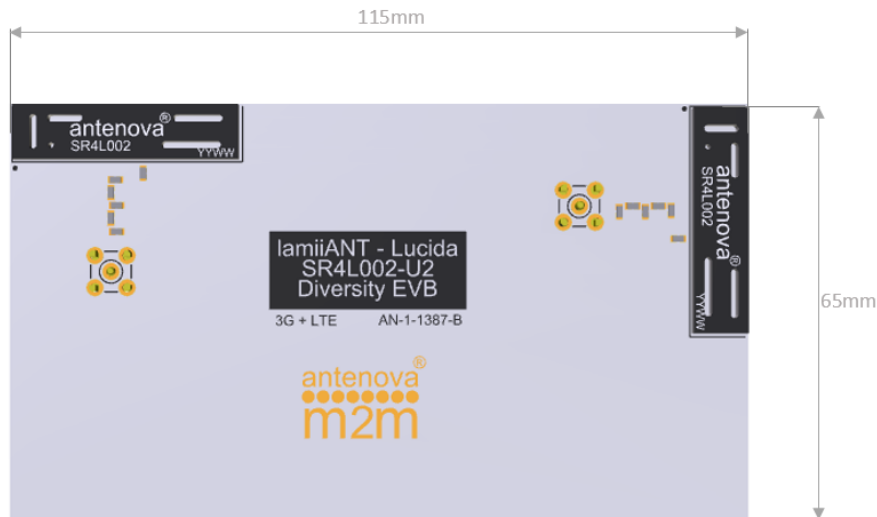 115mm
antenova®
SR4L002
YYWW
antenova®
SR4L002
YYWW
lamiiANT - Lucida
SR4L002-U2
Diversity EVB
3G + LTE AN-1-1387-B
65mm
antenova®
m2m